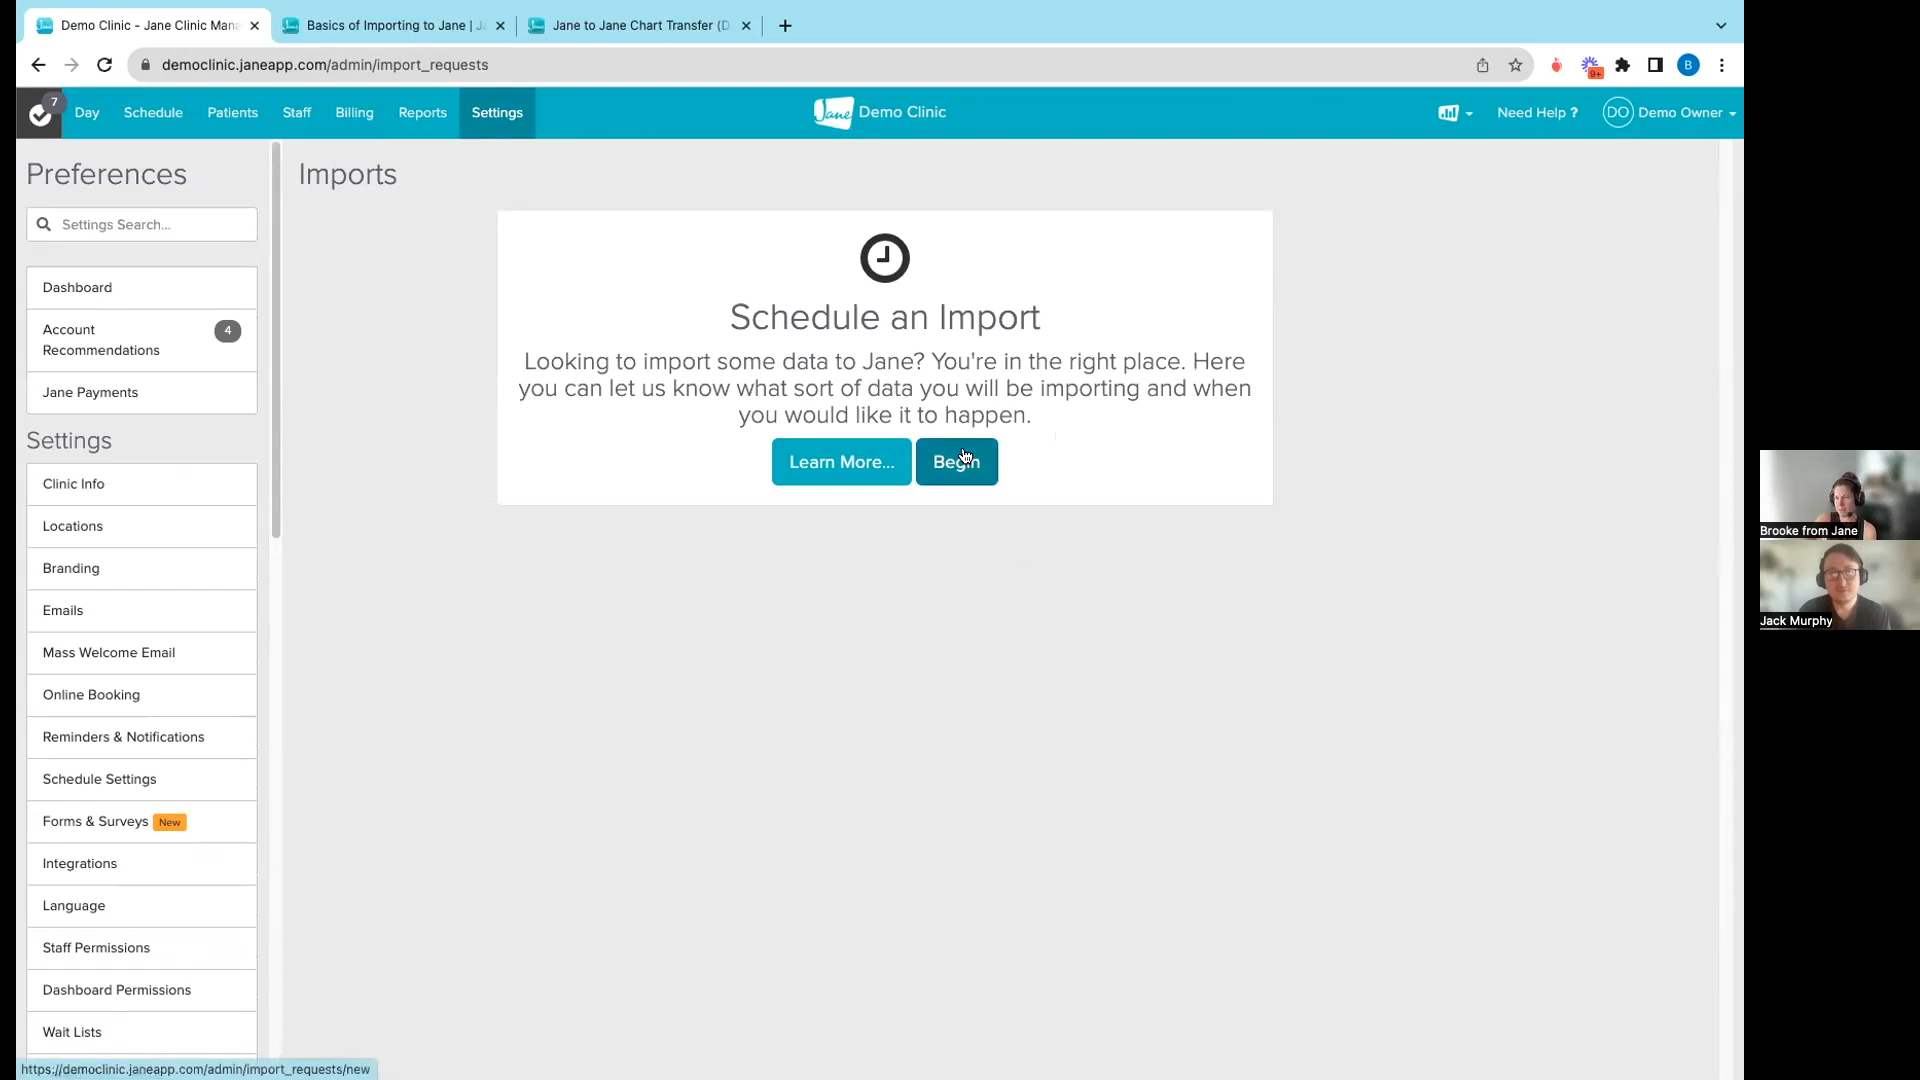 Demo Clinic - Jane Clinic Mana
Basics of Importing to Jane | Ja
Jane to Jane Chart Transfer (D
democlinic.janeapp.com/admin/import_requests
9+
B
7
Day
Schedule
Patients
Staff
Billing
Reports
Settings
Jane
Demo Clinic
Need Help ?
DO
Demo Owner
Preferences
Imports
Settings Search...
Dashboard
Account
Recommendations
4
Jane Payments
Settings
Clinic Info
Locations
Branding
Emails
Mass Welcome Email
Online Booking
Reminders & Notifications
Schedule Settings
Forms & Surveys New
Integrations
Language
Staff Permissions
Dashboard Permissions
Wait Lists
Schedule an Import
Looking to import some data to Jane? You're in the right place. Here
you can let us know what sort of data you will be importing and when
you would like it to happen.
Learn More...
Begin
Brooke from Jane
Jack Murphy
https://democlinic.janeapp.com/admin/import_requests/new